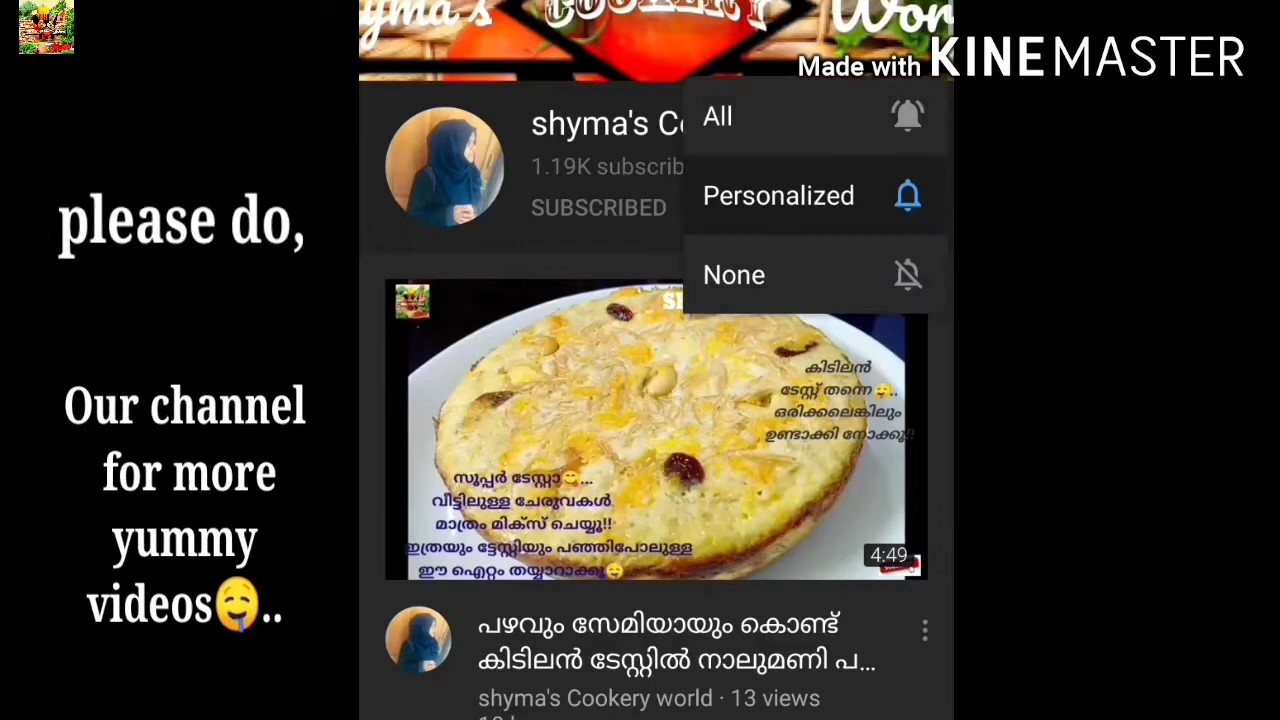 COOKERY
Made with KINEMASTER
All
shyma's Co
1.19K subscrib
Personalized
SUBSCRIBED
None
please do,
Our channel
for more
yummy
videos🤤..
കിടിലൻ
ടേസ്റ്റ് തന്നെ😋..
ഒരിക്കലെങ്കിലും
ഉണ്ടാക്കി നോക്കൂ!!
സൂപ്പർ ടേസ്റ്റാ😋...
വീട്ടിലുള്ള ചേരുവകൾ
മാത്രം മിക്സ് ചെയ്യൂ!!
ഇത്രയും ട്ടേസ്റ്റിയും പഞ്ഞിപോലുള്ള
ഈ ഐറ്റം തയ്യാറാക്കൂ😋
4:49
പഴവും സേമിയായും കൊണ്ട്
കിടിലൻ ടേസ്റ്റിൽ നാലുമണി പ...
shyma's Cookery world · 13 views